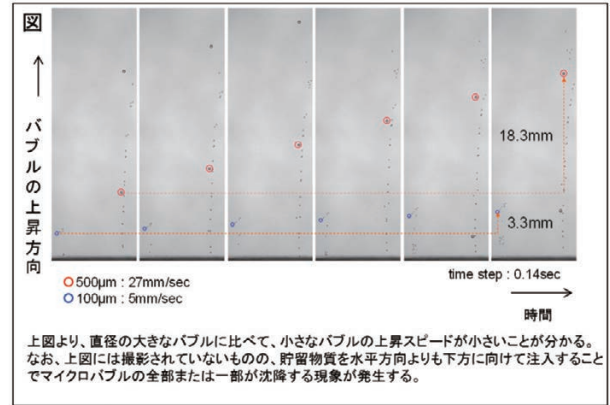 図
バブルの上昇方向
18.3mm
3.3mm
500μm : 27mm/sec
100μm : 5mm/sec
time step : 0.14sec
時間
上図より、直径の大きなバブルに比べて、小さなバブルの上昇スピードが小さいことが分かる。
なお、上図には撮影されていないものの、貯留物質を水平方向よりも下方に向けて注入すること
でマイクロバブルの全部または一部が沈降する現象が発生する。